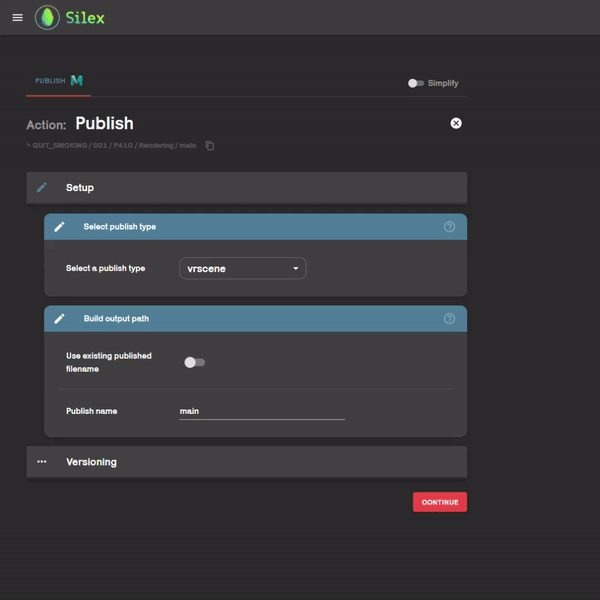 Silex
PUBLISH
Simplify
Action: Publish
QUIT_SMOKING / S01 / P410 / Rendering / main
Setup
Select publish type
Select a publish type
vrscene
Build output path
Use existing published
filename
Publish name
main
Versioning
CONTINUE